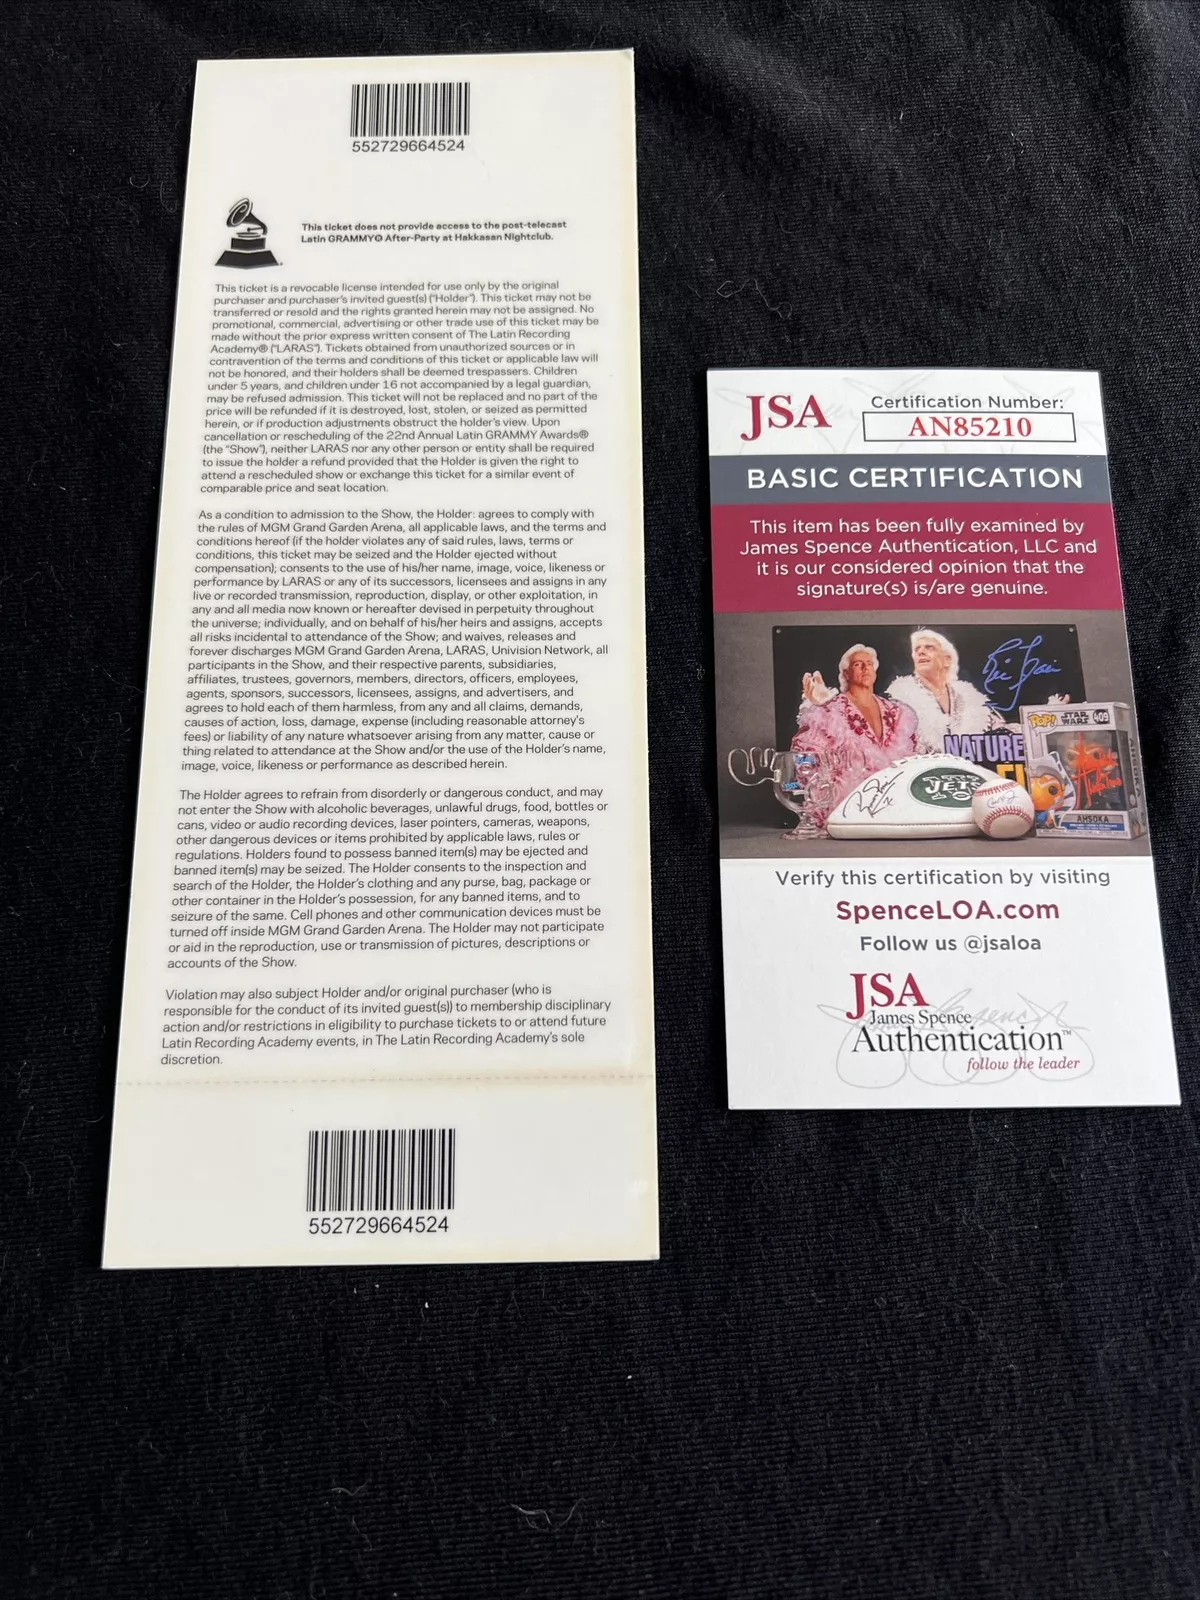 552729664524
This ticket does not provide access to the post-telecast
Latin GRAMMY® After-Party at Hakkasan Nightclub.
This ticket is a revocable license intended for use only by the original
purchaser and purchaser's invited guest(s) ("Holder"). This ticket may not be
transferred or resold and the rights granted herein may not be assigned. No
promotional, commercial, advertising or other trade use of this ticket may be
made without the prior express written consent of The Latin Recording
Academy® ("LARAS"). Tickets obtained from unauthorized sources or in
contravention of the terms and conditions of this ticket or applicable law will
not be honored, and their holders shall be deemed trespassers. Children
under 5 years, and children under 16 not accompanied by a legal guardian,
may be refused admission. This ticket will not be replaced and no part of the
price will be refunded if it is destroyed, lost, stolen, or seized as permitted
herein, or if production adjustments obstruct the holder's view. Upon
cancellation or rescheduling of the 22nd Annual Latin GRAMMY Awards®
(the "Show"), neither LARAS nor any other person or entity shall be required
to issue the holder a refund provided that the Holder is given the right to
attend a rescheduled show or exchange this ticket for a similar event of
comparable price and seat location.
As a condition to admission to the Show, the Holder: agrees to comply with
the rules of MGM Grand Garden Arena, all applicable laws, and the terms and
conditions hereof (if the holder violates any of said rules, laws, terms or
conditions, this ticket may be seized and the Holder ejected without
compensation); consents to the use of his/her name, image, voice, likeness or
performance by LARAS or any of its successors, licensees and assigns in any
live or recorded transmission, reproduction, display, or other exploitation, in
any and all media now known or hereafter devised in perpetuity throughout
the universe; individually, and on behalf of his/her heirs and assigns, accepts
all risks incidental to attendance of the Show; and waives, releases and
forever discharges MGM Grand Garden Arena, LARAS, Univision Network, all
participants in the Show, and their respective parents, subsidiaries,
affiliates, trustees, governors, members, directors, officers, employees,
agents, sponsors, successors, licensees, assigns, and advertisers, and
agrees to hold each of them harmless, from any and all claims, demands,
causes of action, loss, damage, expense (including reasonable attorney's
fees) or liability of any nature whatsoever arising from any matter, cause or
thing related to attendance at the Show and/or the use of the Holder's name,
image, voice, likeness or performance as described herein.
The Holder agrees to refrain from disorderly or dangerous conduct, and may
not enter the Show with alcoholic beverages, unlawful drugs, food, bottles or
cans, video or audio recording devices, laser pointers, cameras, weapons,
other dangerous devices or items prohibited by applicable laws, rules or
regulations. Holders found to possess banned item(s) may be ejected and
banned item(s) may be seized. The Holder consents to the inspection and
search of the Holder, the Holder's clothing and any purse, bag, package or
other container in the Holder's possession, for any banned items, and to
seizure of the same. Cell phones and other communication devices must be
turned off inside MGM Grand Garden Arena. The Holder may not participate
or aid in the reproduction, use or transmission of pictures, descriptions or
accounts of the Show.
Violation may also subject Holder and/or original purchaser (who is
responsible for the conduct of its invited guest(s)) to membership disciplinary
action and/or restrictions in eligibility to purchase tickets to or attend future
Latin Recording Academy events, in The Latin Recording Academy's sole
discretion.
552729664524
JSA
Certification Number:
AN85210
BASIC CERTIFICATION
This item has been fully examined by
James Spence Authentication, LLC and
it is our considered opinion that the
signature(s) is/are genuine.
NATURE
JETS
POP!
STAR WARS
409
AHSOKA
Verify this certification by visiting
SpenceLOA.com
Follow us @jsaloa
JSA
James Spence
Authentication™
follow the leader